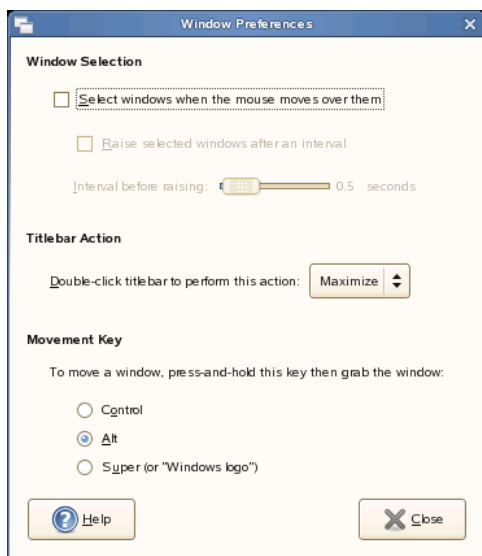 Window Preferences
Window Selection
Select windows when the mouse moves over them
Raise selected windows after an interval
Interval before raising: 0.5 seconds
Titlebar Action
Double-click titlebar to perform this action: Maximize
Movement Key
To move a window, press-and-hold this key then grab the window:
Control
Alt
Super (or "Windows logo")
Help Close